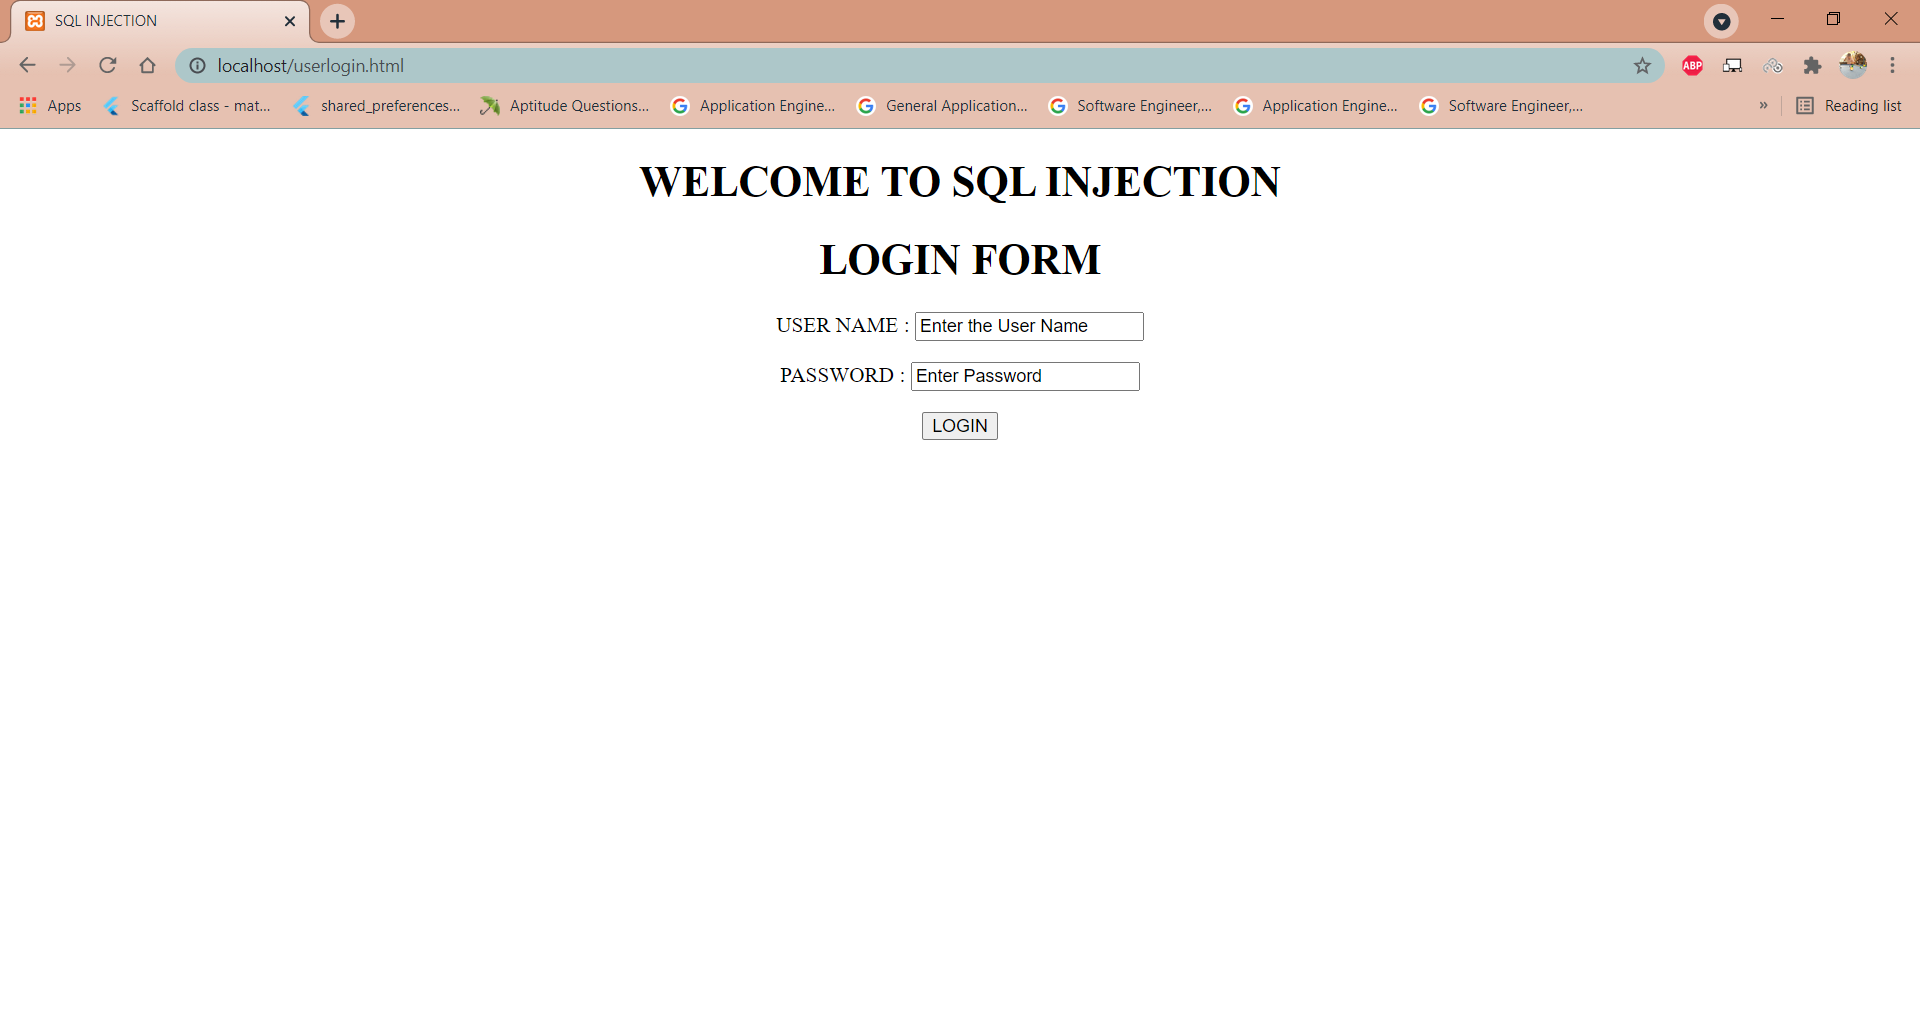 SQL INJECTION
localhost/userlogin.html
ABP
Apps Scaffold class - mat... shared_preferences... Aptitude Questions... Application Engine... General Application... Software Engineer,... Application Engine... Software Engineer,... » Reading list
WELCOME TO SQL INJECTION
LOGIN FORM
USER NAME : Enter the User Name
PASSWORD : Enter Password
LOGIN